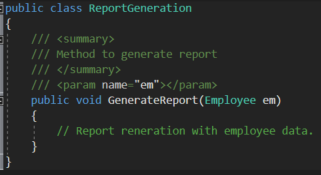 public class ReportGeneration
{
/// <summary>
/// Method to generate report
/// </summary>
/// <param name="em"></param>
public void GenerateReport(Employee em)
{
// Report reneration with employee data.
}
}